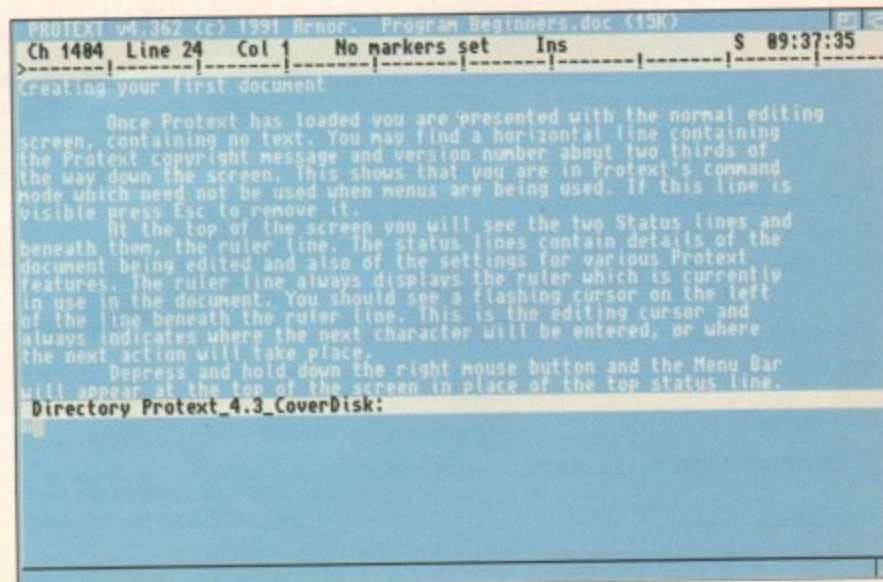 PROTEXT v4.362 (c) 1991 Arnor. Program Beginners.doc (15K)
Ch 1404 Line 24 Col 1 No markers set Ins S 09:37:35
>-------!-------!-------!-------!-------!-------!-------!-------!-------!-----
Creating your first document
Once Protext has loaded you are presented with the normal editing
screen, containing no text. You may find a horizontal line containing
the Protext copyright message and version number about two thirds of
the way down the screen. This shows that you are in Protext's command
mode which need not be used when menus are being used. If this line is
visible press Esc to remove it.
At the top of the screen you will see the two Status lines and
beneath them, the ruler line. The status lines contain details of the
document being edited and also of the settings for various Protext
features. The ruler line always displays the ruler which is currently
in use in the document. You should see a flashing cursor on the left
of the line beneath the ruler line. This is the editing cursor and
always indicates where the next character will be entered, or where
the next action will take place.
Depress and hold down the right mouse button and the Menu Bar
will appear at the top of the screen in place of the top status line.
Directory Protext_4.3_CoverDisk:
»